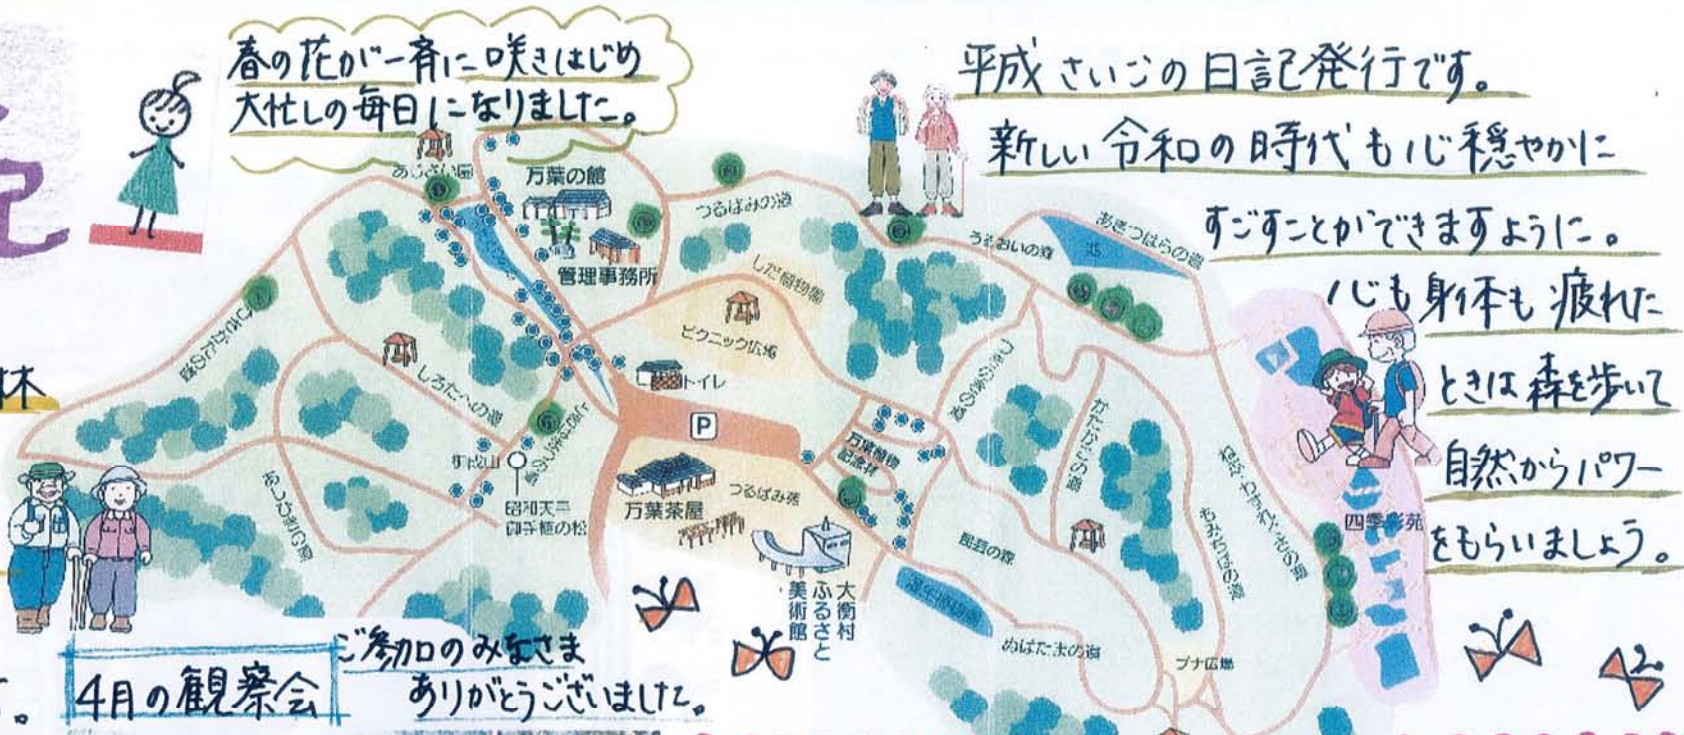 春の花が一斉に咲きはじめ
大忙しの毎日になりました。
平成さいごの日記発行です。
新しい令和の時代も心穏やかに
すごすことができますように。
心も身体も疲れた
ときは森を歩いて
自然からパワー
をもらいましょう。
あじさい園
万葉の館
管理事務所
つるばみの道
うるおいの森
あきつはらの道
しだ植物園
ピクニック広場
トイレ
しろたへの道
P
御成山
昭和天皇
御手植の松
あしひきの道
万葉茶屋
つるばみ苑
大衡村
ふるさと
美術館
万葉植物
記念林
かたかごの道
もみちばの道
四季彩苑
ぬばたまの道
ブナ広場
林
す。
4月の観察会
ご参加のみなさま
ありがとうございました。